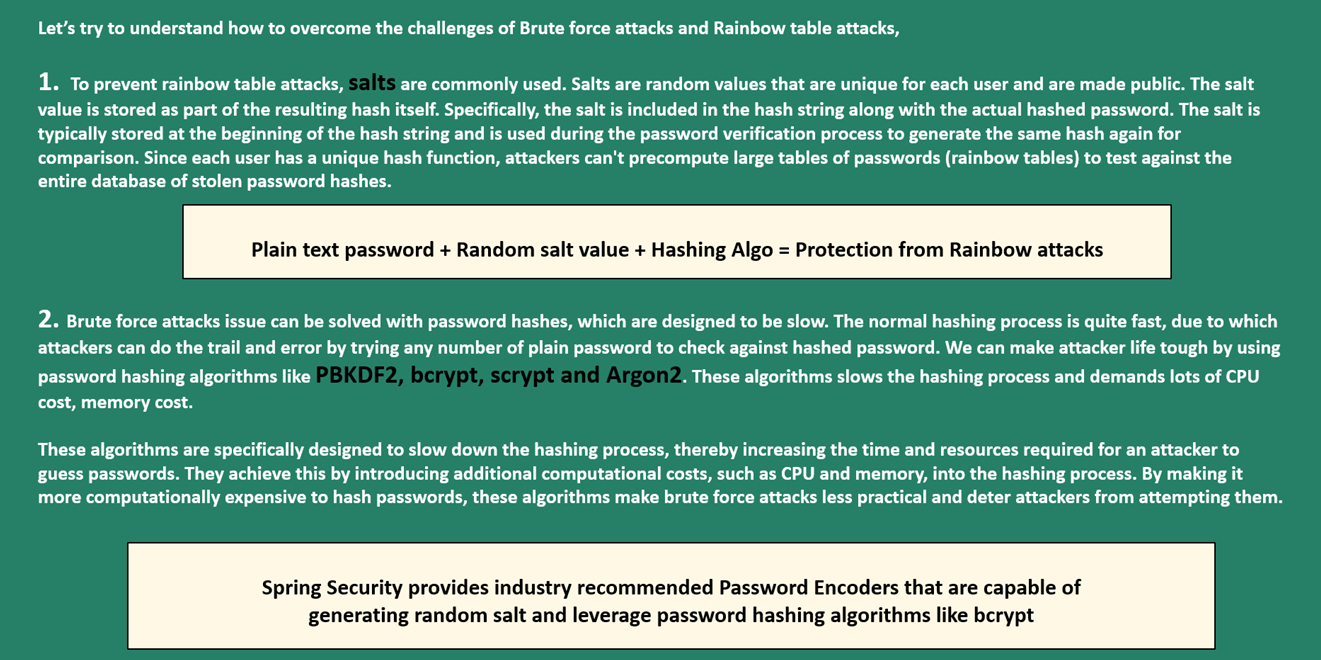 Let’s try to understand how to overcome the challenges of Brute force attacks and Rainbow table attacks,
1. To prevent rainbow table attacks, salts are commonly used. Salts are random values that are unique for each user and are made public. The salt
value is stored as part of the resulting hash itself. Specifically, the salt is included in the hash string along with the actual hashed password. The salt is
typically stored at the beginning of the hash string and is used during the password verification process to generate the same hash again for
comparison. Since each user has a unique hash function, attackers can't precompute large tables of passwords (rainbow tables) to test against the
entire database of stolen password hashes.
Plain text password + Random salt value + Hashing Algo = Protection from Rainbow attacks
2. Brute force attacks issue can be solved with password hashes, which are designed to be slow. The normal hashing process is quite fast, due to which
attackers can do the trail and error by trying any number of plain password to check against hashed password. We can make attacker life tough by using
password hashing algorithms like PBKDF2, bcrypt, scrypt and Argon2. These algorithms slows the hashing process and demands lots of CPU
cost, memory cost.
These algorithms are specifically designed to slow down the hashing process, thereby increasing the time and resources required for an attacker to
guess passwords. They achieve this by introducing additional computational costs, such as CPU and memory, into the hashing process. By making it
more computationally expensive to hash passwords, these algorithms make brute force attacks less practical and deter attackers from attempting them.
Spring Security provides industry recommended Password Encoders that are capable of
generating random salt and leverage password hashing algorithms like bcrypt